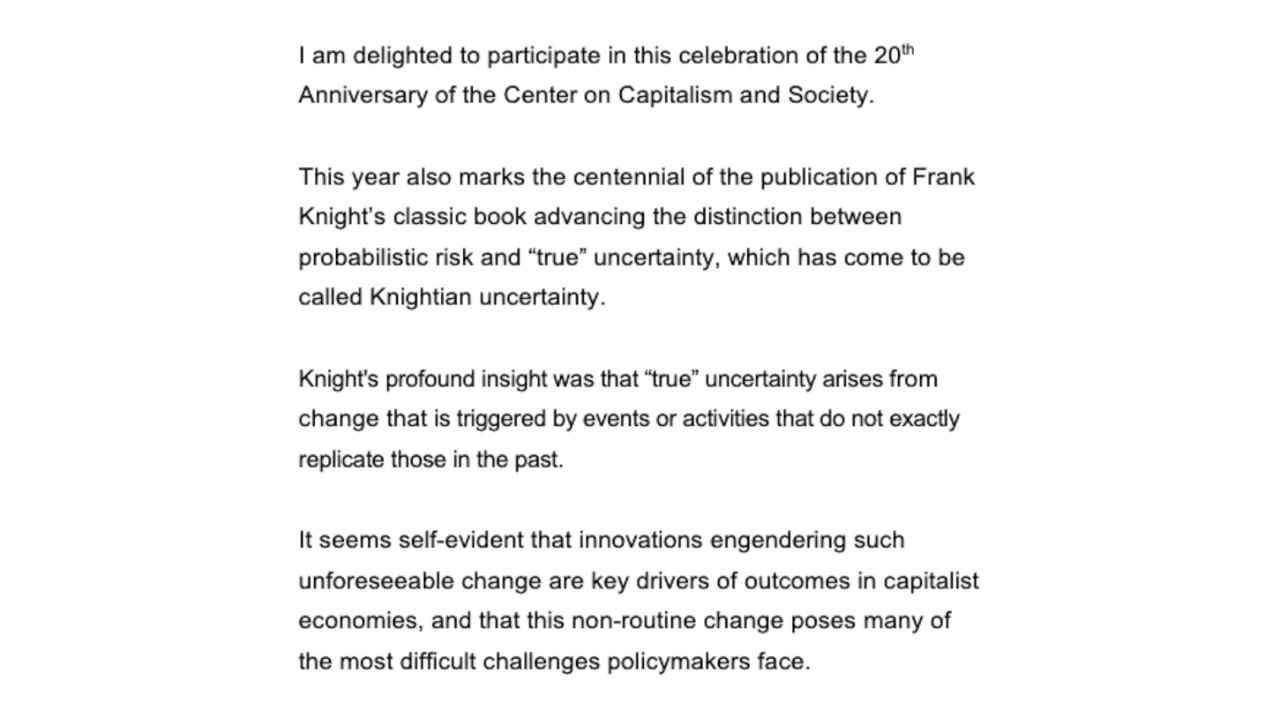 I am delighted to participate in this celebration of the 20th
Anniversary of the Center on Capitalism and Society.
This year also marks the centennial of the publication of Frank
Knight’s classic book advancing the distinction between
probabilistic risk and “true” uncertainty, which has come to be
called Knightian uncertainty.
Knight's profound insight was that “true” uncertainty arises from
change that is triggered by events or activities that do not exactly
replicate those in the past.
It seems self-evident that innovations engendering such
unforeseeable change are key drivers of outcomes in capitalist
economies, and that this non-routine change poses many of
the most difficult challenges policymakers face.